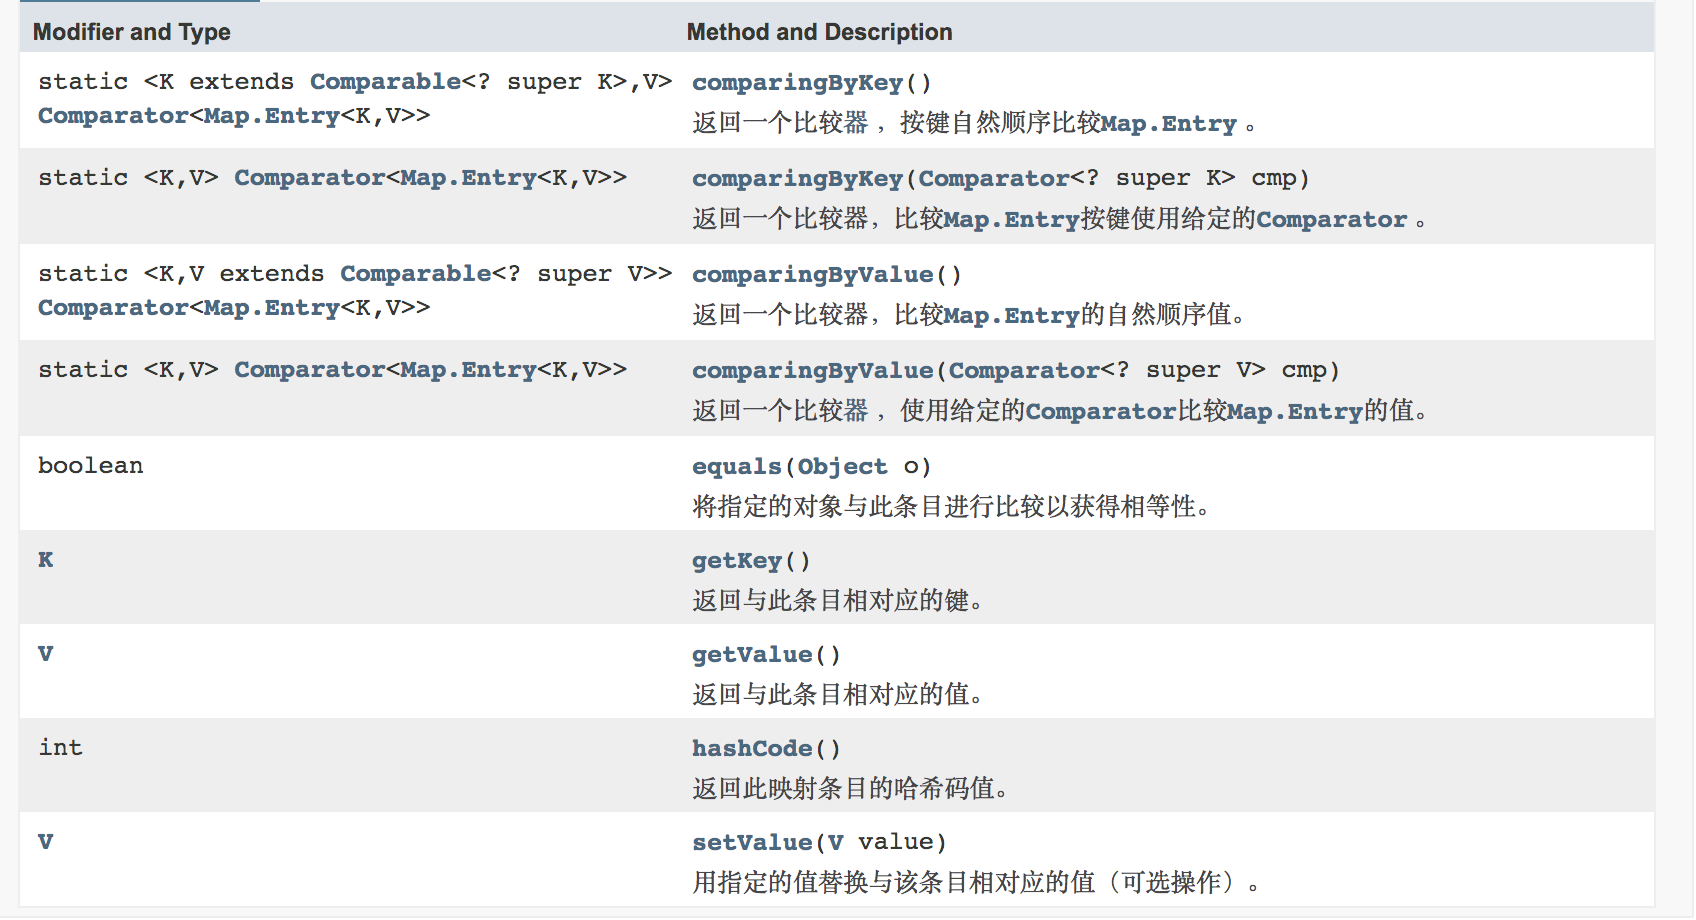 Modifier and Type Method and Description
static <K extends Comparable<? super K>,V> comparingByKey()
Comparator<Map.Entry<K,V>>
返回一个比较器 ，按键自然顺序比较Map.Entry 。
static <K,V> Comparator<Map.Entry<K,V>> comparingByKey(Comparator<? super K> cmp)
返回一个比较器，比较Map.Entry按键使用给定的Comparator 。
static <K,V extends Comparable<? super V>> comparingByValue()
Comparator<Map.Entry<K,V>>
返回一个比较器，比较Map.Entry的自然顺序值。
static <K,V> Comparator<Map.Entry<K,V>> comparingByValue(Comparator<? super V> cmp)
返回一个比较器 ，使用给定的Comparator比较Map.Entry的值。
boolean equals(Object o)
将指定的对象与此条目进行比较以获得相等性。
K getKey()
返回与此条目相对应的键。
V getValue()
返回与此条目相对应的值。
int hashCode()
返回此映射条目的哈希码值。
V setValue(V value)
用指定的值替换与该条目相对应的值（可选操作）。